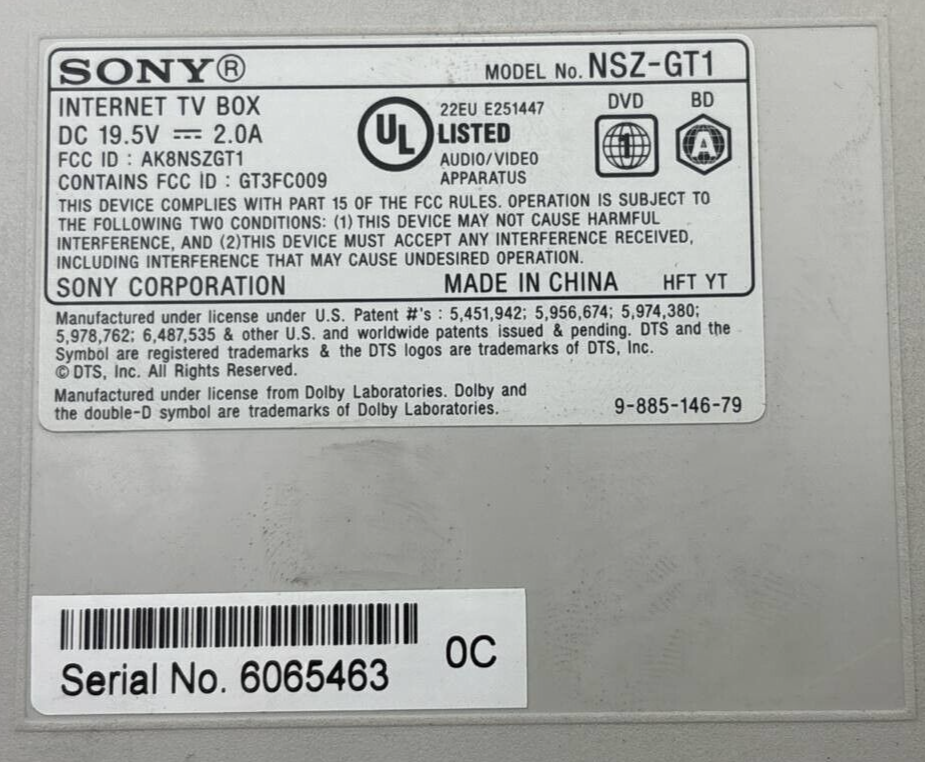 SONY® MODEL No. NSZ-GT1
INTERNET TV BOX
DC 19.5V ⎓ 2.0A
FCC ID : AK8NSZGT1
CONTAINS FCC ID : GT3FC009
UL
22EU E251447
LISTED
AUDIO/VIDEO
APPARATUS
DVD BD
1 A
THIS DEVICE COMPLIES WITH PART 15 OF THE FCC RULES. OPERATION IS SUBJECT TO
THE FOLLOWING TWO CONDITIONS: (1) THIS DEVICE MAY NOT CAUSE HARMFUL
INTERFERENCE, AND (2)THIS DEVICE MUST ACCEPT ANY INTERFERENCE RECEIVED,
INCLUDING INTERFERENCE THAT MAY CAUSE UNDESIRED OPERATION.
SONY CORPORATION MADE IN CHINA HFT YT
Manufactured under license under U.S. Patent #'s : 5,451,942; 5,956,674; 5,974,380;
5,978,762; 6,487,535 & other U.S. and worldwide patents issued & pending. DTS and the
Symbol are registered trademarks & the DTS logos are trademarks of DTS, Inc.
© DTS, Inc. All Rights Reserved.
Manufactured under license from Dolby Laboratories. Dolby and
the double-D symbol are trademarks of Dolby Laboratories. 9-885-146-79
Serial No. 6065463 0C